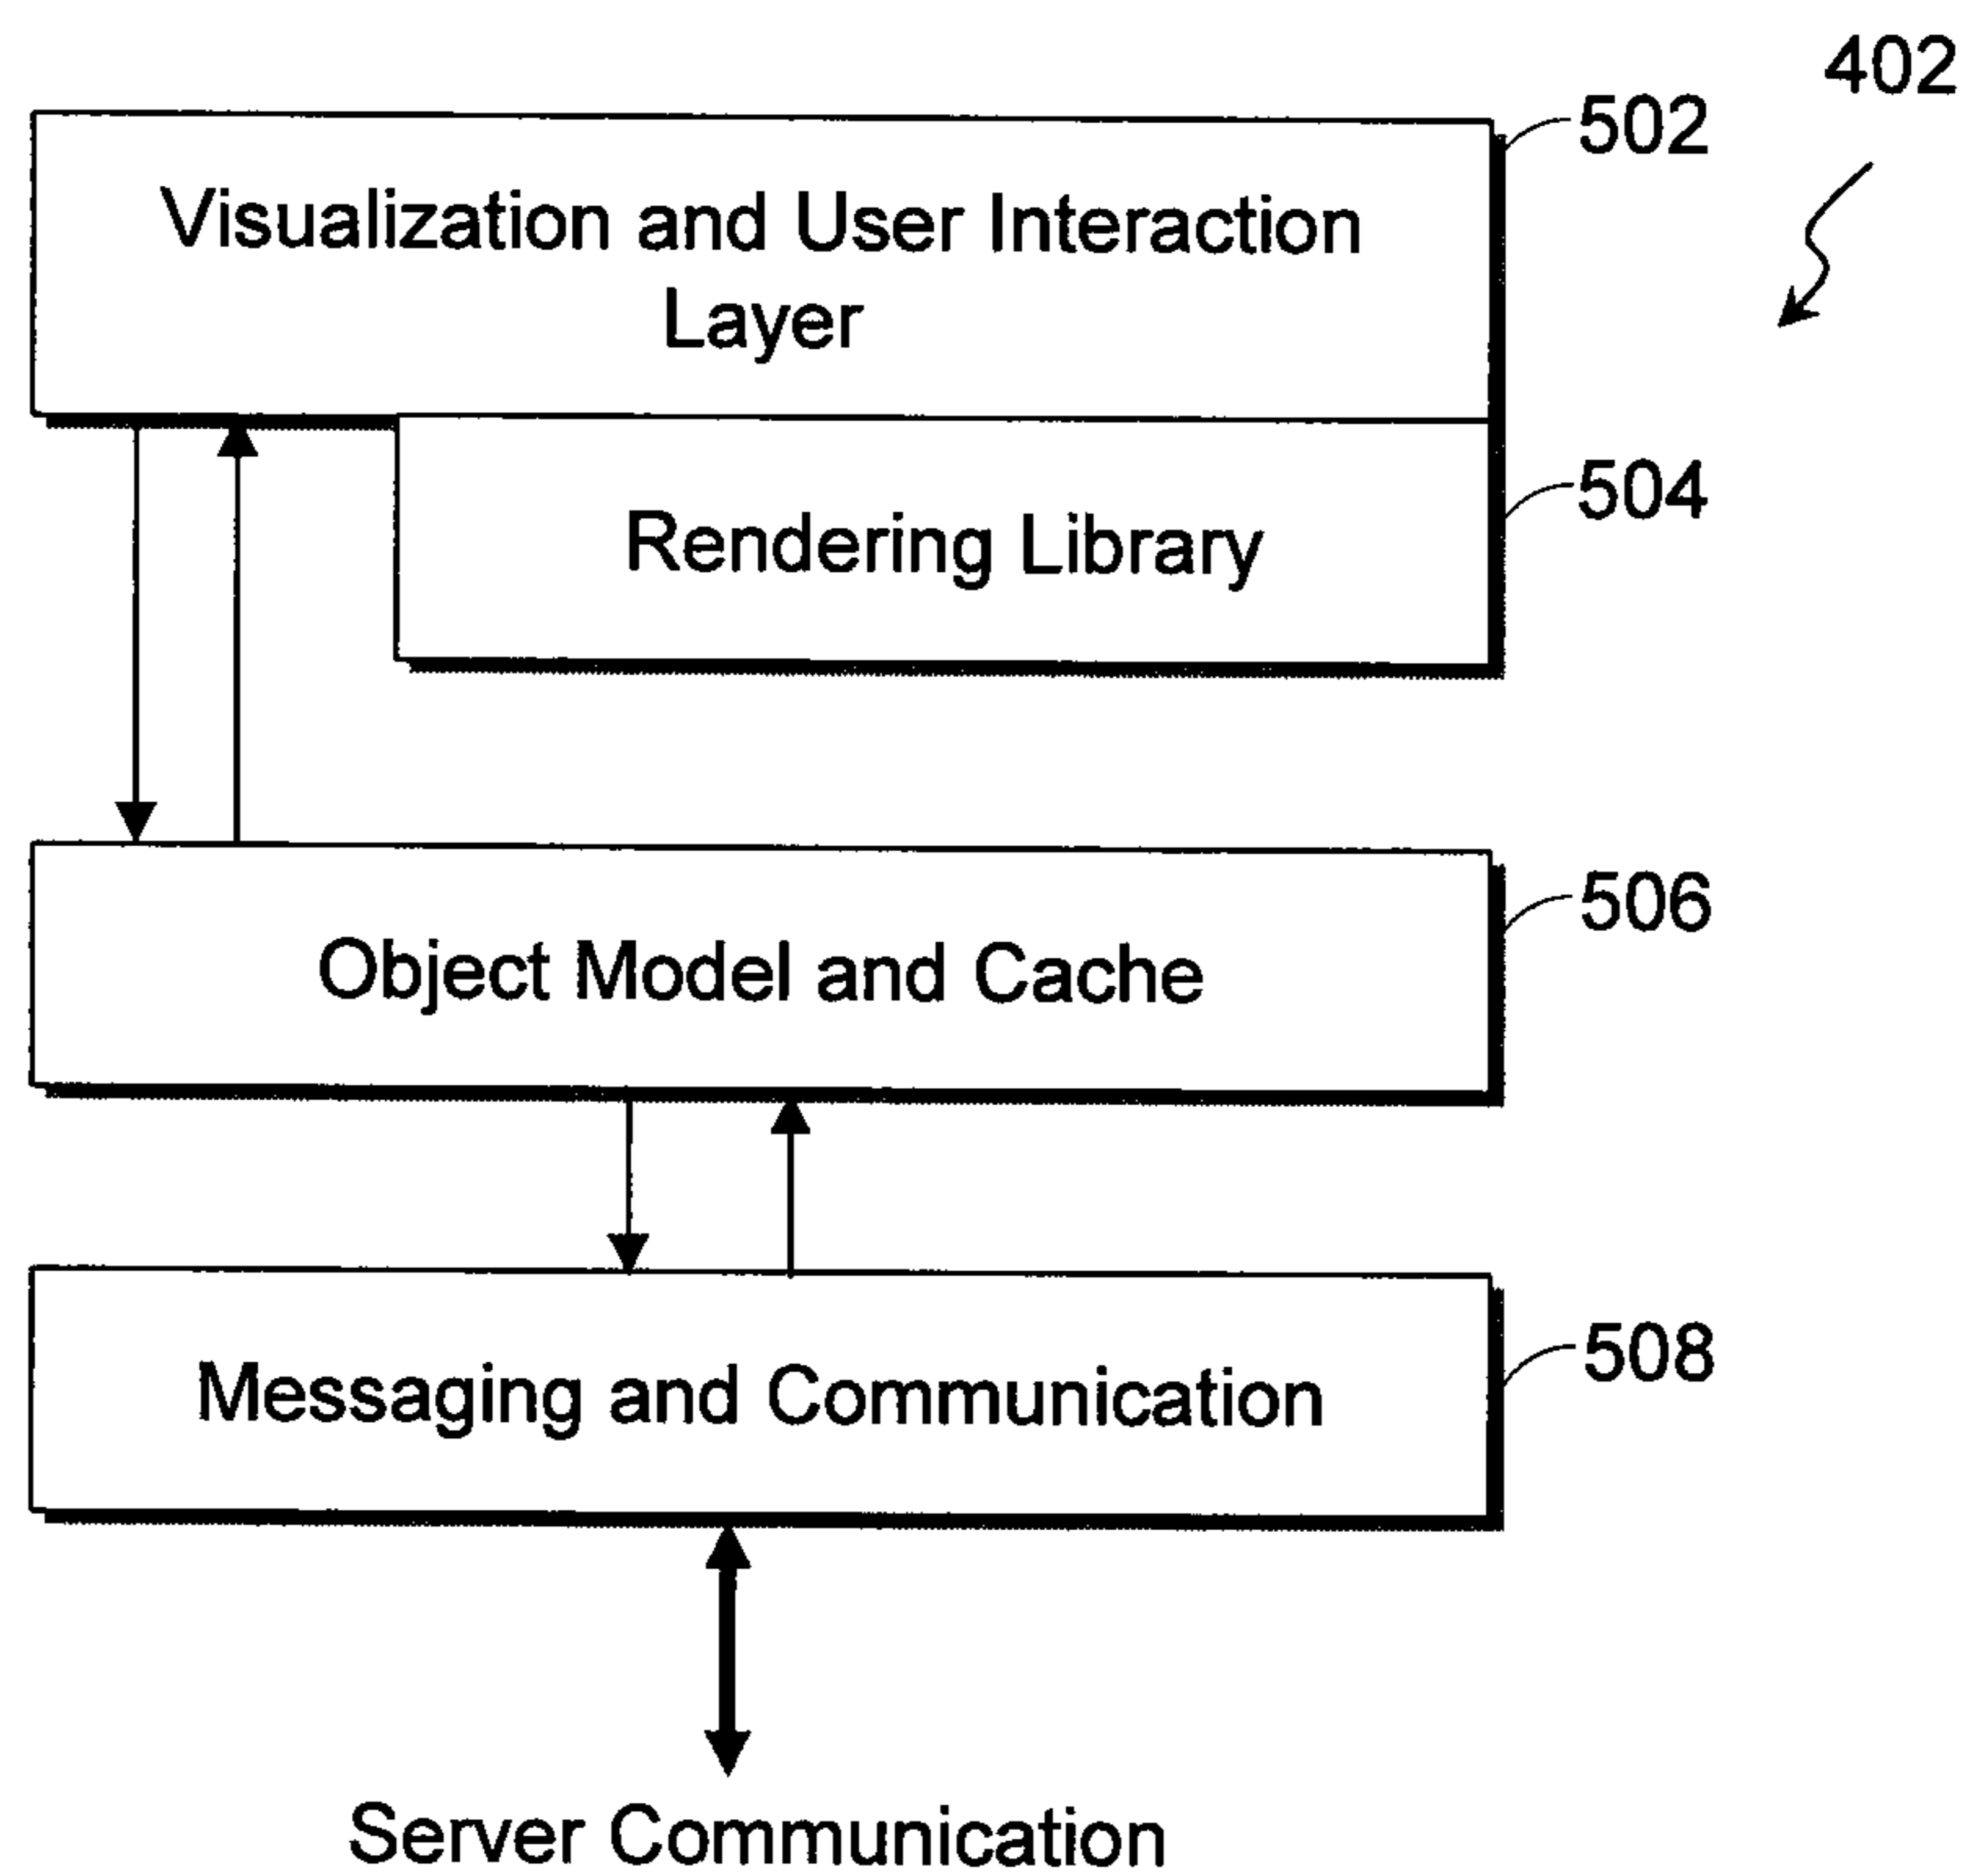 402
502
Visualization and User Interaction
Layer
504
Rendering Library
506
Object Model and Cache
508
Messaging and Communication
Server Communication